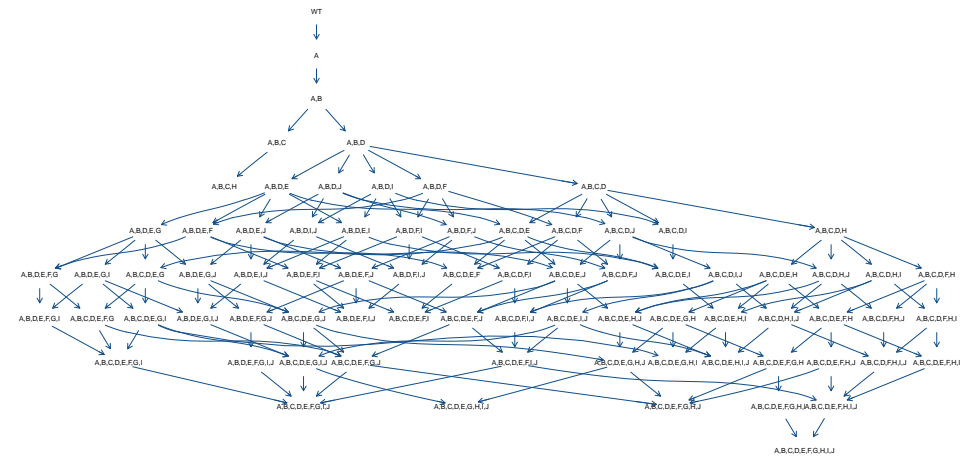 WT
A
A,B
A,B,C A,B,D
A,B,C,H A,B,D,E A,B,D,J A,B,D,I A,B,D,F A,B,C,D
A,B,D,E,G A,B,D,E,F A,B,D,E,J A,B,D,I,J A,B,D,E,I A,B,D,F,I A,B,D,F,J A,B,C,D,E A,B,C,D,F A,B,C,D,J A,B,C,D,I A,B,C,D,H
A,B,D,E,F,G A,B,D,E,G,I A,B,C,D,E,G A,B,D,E,G,J A,B,D,E,I,J A,B,D,E,F,I A,B,D,E,F,J A,B,D,F,I,J A,B,C,D,E,F A,B,C,D,F,I A,B,C,D,E,J A,B,C,D,F,J A,B,C,D,E,I A,B,C,D,I,J A,B,C,D,E,H A,B,C,D,H,J A,B,C,D,H,I A,B,C,D,F,H
A,B,D,E,F,G,I A,B,C,D,E,F,G A,B,C,D,E,G,I A,B,D,E,G,I,J A,B,D,E,F,G,J A,B,C,D,E,G,J A,B,D,E,F,I,J A,B,C,D,E,F,I A,B,C,D,E,F,J A,B,C,D,F,I,J A,B,C,D,E,I,J A,B,C,D,E,H,J A,B,C,D,E,G,H A,B,C,D,E,H,I A,B,C,D,H,I,J A,B,C,D,E,F,H A,B,C,D,F,H,J A,B,C,D,F,H,I
A,B,C,D,E,F,G,I A,B,D,E,F,G,I,J A,B,C,D,E,G,I,J A,B,C,D,E,F,G,J A,B,C,D,E,F,I,J A,B,C,D,E,G,H,J A,B,C,D,E,G,H,I A,B,C,D,E,H,I,J A,B,C,D,E,F,G,H A,B,C,D,E,F,H,J A,B,C,D,F,H,I,J A,B,C,D,E,F,H,I
A,B,C,D,E,F,G,I,J A,B,C,D,E,G,H,I,J A,B,C,D,E,F,G,H,J A,B,C,D,E,F,G,H,I A,B,C,D,E,F,H,I,J
A,B,C,D,E,F,G,H,I,J